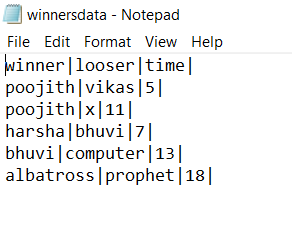 winnersdata - Notepad
File Edit Format View Help
winner|looser|time|
poojith|vikas|5|
poojith|x|11|
harsha|bhuvi|7|
bhuvi|computer|13|
albatross|prophet|18|